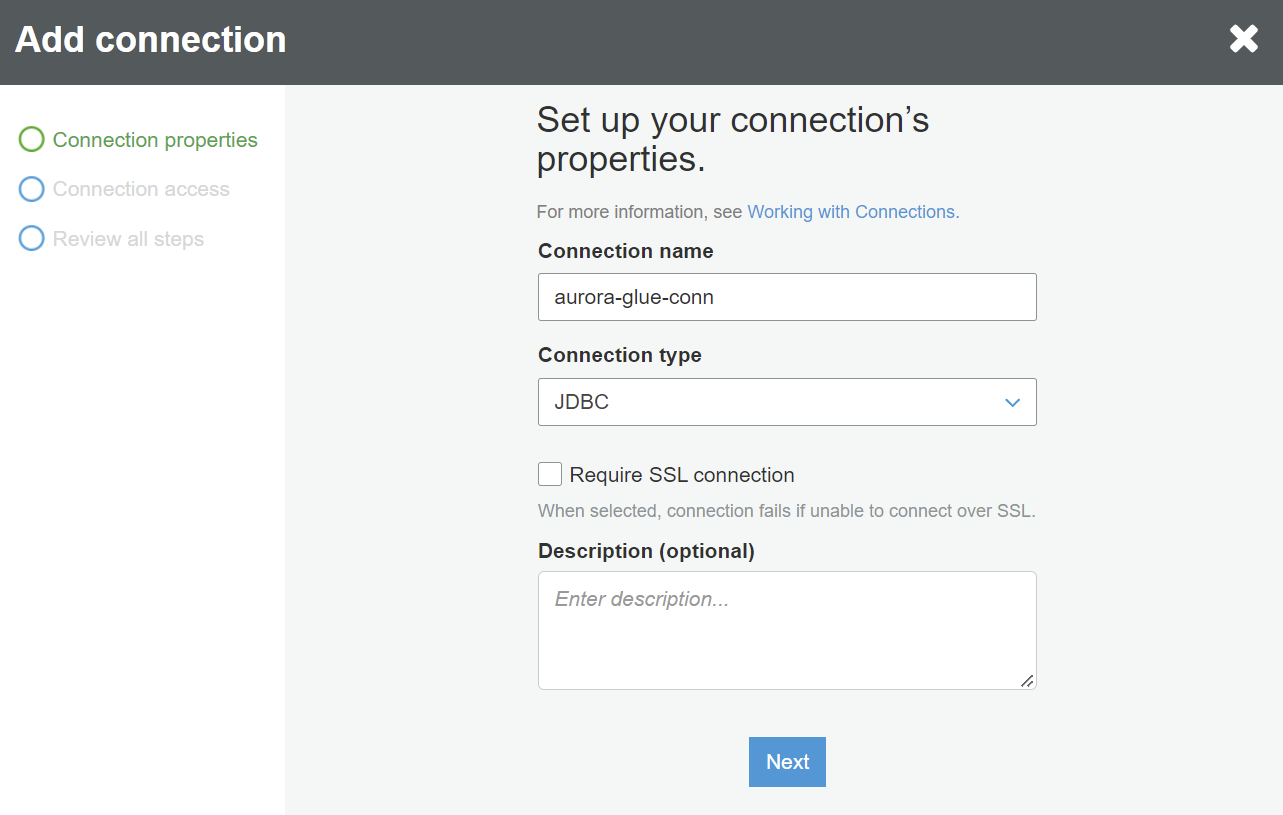 Add connection
Connection properties
Connection access
Review all steps
Set up your connection’s
properties.
For more information, see Working with Connections.
Connection name
aurora-glue-conn
Connection type
JDBC
Require SSL connection
When selected, connection fails if unable to connect over SSL.
Description (optional)
Enter description...
Next